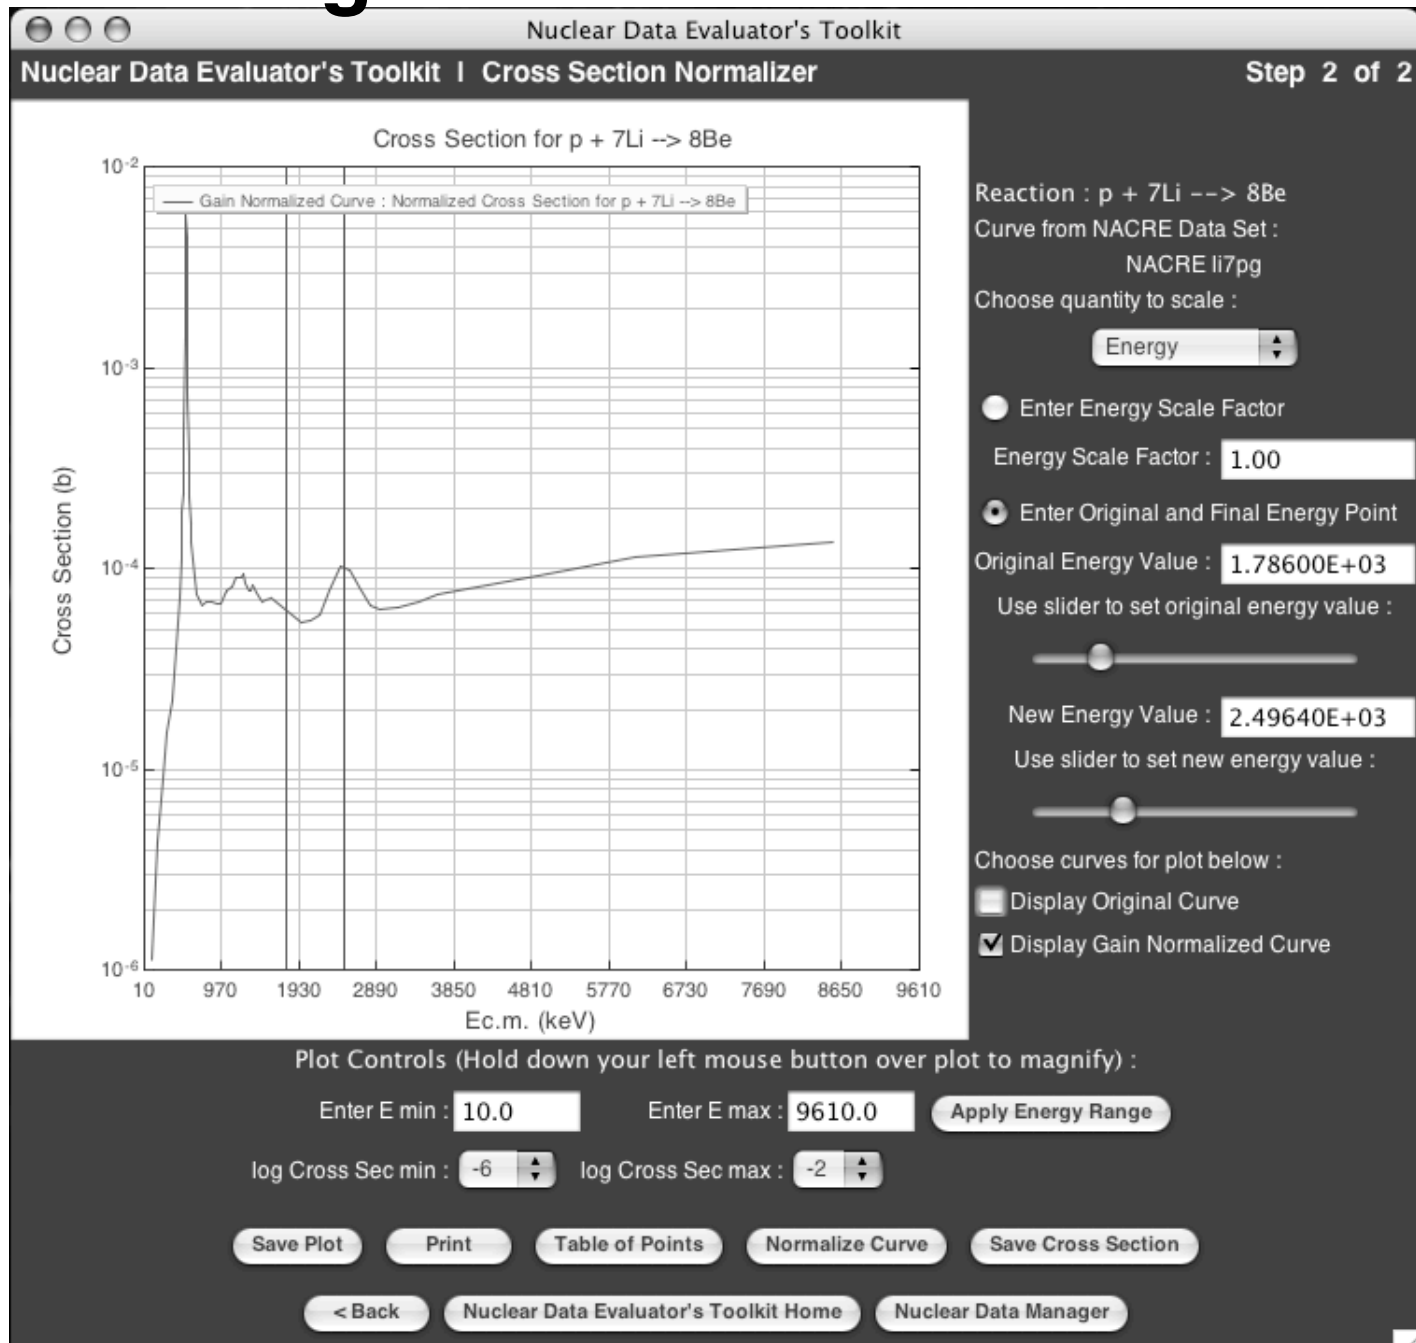 Nuclear Data Evaluator's Toolkit
Nuclear Data Evaluator's Toolkit | Cross Section Normalizer Step 2 of 2
Cross Section for p + 7Li --> 8Be
Gain Normalized Curve : Normalized Cross Section for p + 7Li --> 8Be
10-2
10-3
10-4
10-5
10-6
Cross Section (b)
10 970 1930 2890 3850 4810 5770 6730 7690 8650 9610
Ec.m. (keV)
Reaction : p + 7Li --> 8Be
Curve from NACRE Data Set :
NACRE li7pg
Choose quantity to scale :
Energy
Enter Energy Scale Factor
Energy Scale Factor : 1.00
Enter Original and Final Energy Point
Original Energy Value : 1.78600E+03
Use slider to set original energy value :
New Energy Value : 2.49640E+03
Use slider to set new energy value :
Choose curves for plot below :
Display Original Curve
Display Gain Normalized Curve
Plot Controls (Hold down your left mouse button over plot to magnify) :
Enter E min : 10.0 Enter E max : 9610.0 Apply Energy Range
log Cross Sec min : -6 log Cross Sec max : -2
Save Plot Print Table of Points Normalize Curve Save Cross Section
< Back Nuclear Data Evaluator's Toolkit Home Nuclear Data Manager